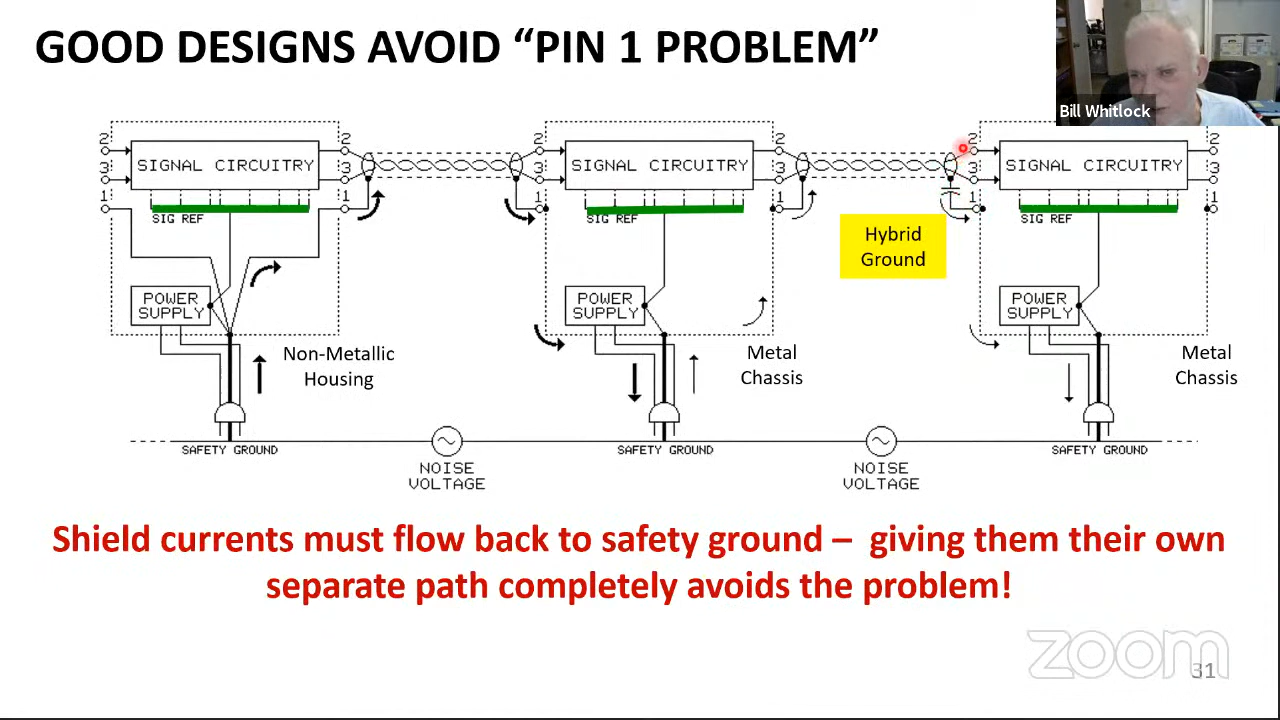 GOOD DESIGNS AVOID “PIN 1 PROBLEM”
Bill Whitlock
2 2 2 2 2 2
SIGNAL CIRCUITRY SIGNAL CIRCUITRY SIGNAL CIRCUITRY
3 3 3 3 3 3
1 1 1 1 1 1
SIG REF SIG REF SIG REF
Hybrid
Ground
POWER POWER POWER
SUPPLY SUPPLY SUPPLY
Non-Metallic Metal Metal
Housing Chassis Chassis
SAFETY GROUND SAFETY GROUND SAFETY GROUND
NOISE NOISE
VOLTAGE VOLTAGE
Shield currents must flow back to safety ground – giving them their own
separate path completely avoids the problem!
zoom
31